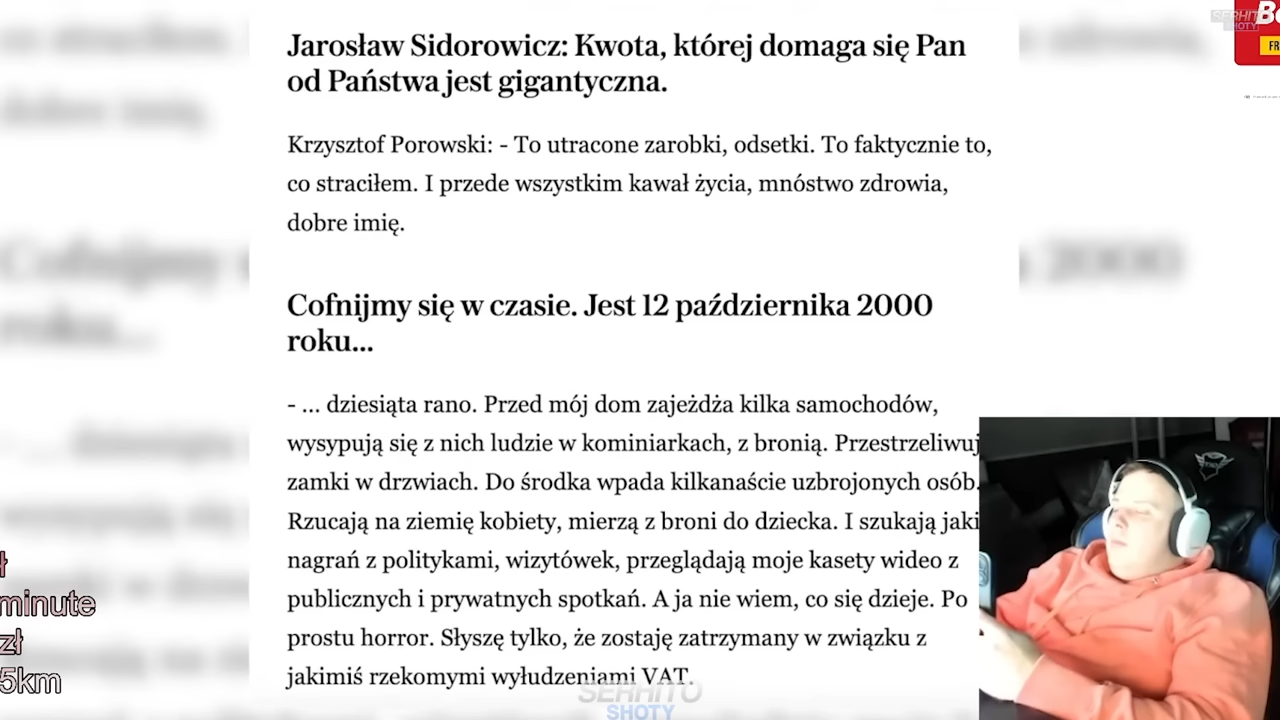 SERHITO
SHOTY
FR
Jarosław Sidorowicz: Kwota, której domaga się Pan
od Państwa jest gigantyczna.
Krzysztof Porowski: - To utracone zarobki, odsetki. To faktycznie to,
co straciłem. I przede wszystkim kawał życia, mnóstwo zdrowia,
dobre imię.
Cofnijmy się w czasie. Jest 12 października 2000
roku...
- ... dziesiąta rano. Przed mój dom zajeżdża kilka samochodów,
wysypują się z nich ludzie w kominiarkach, z bronią. Przestrzeliwuj
zamki w drzwiach. Do środka wpada kilkanaście uzbrojonych osób.
Rzucają na ziemię kobiety, mierzą z broni do dziecka. I szukają jaki
nagrań z politykami, wizytówek, przeglądają moje kasety wideo z
publicznych i prywatnych spotkań. A ja nie wiem, co się dzieje. Po
prostu horror. Słyszę tylko, że zostaję zatrzymany w związku z
jakimiś rzekomymi wyłudzeniami VAT.
ł
minute
zł
5km
SERHITO
SHOTY